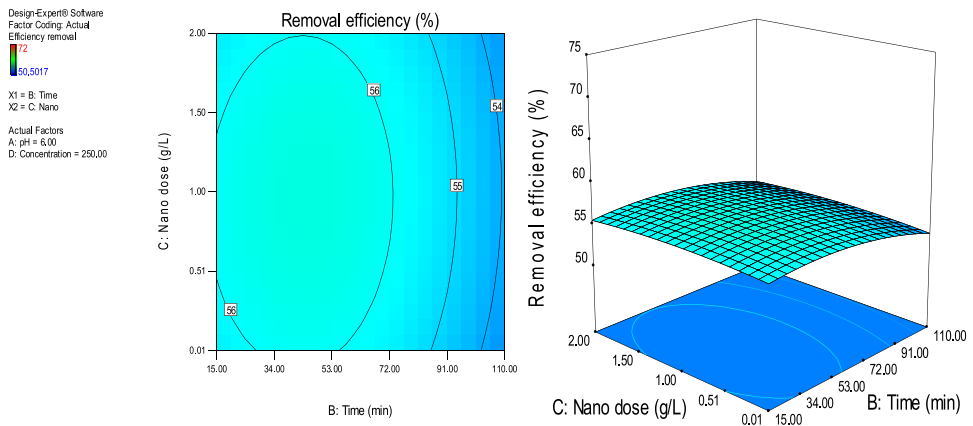 Design-Expert® Software
Factor Coding: Actual
Efficiency removal
72
50,5017
X1 = B: Time
X2 = C: Nano
Actual Factors
A: pH = 6.00
D: Concentration = 250,00
Removal efficiency (%)
2.00
1.50
1.00
0.51
0.01
C: Nano dose (g/L)
56
56
55
54
15.00 34.00 53.00 72.00 91.00 110.00
B: Time (min)
75
70
65
60
55
50
Removal efficiency (%)
2.00
1.50
1.00
0.51
0.01
C: Nano dose (g/L)
110.00
91.00
72.00
53.00
34.00
15.00
B: Time (min)